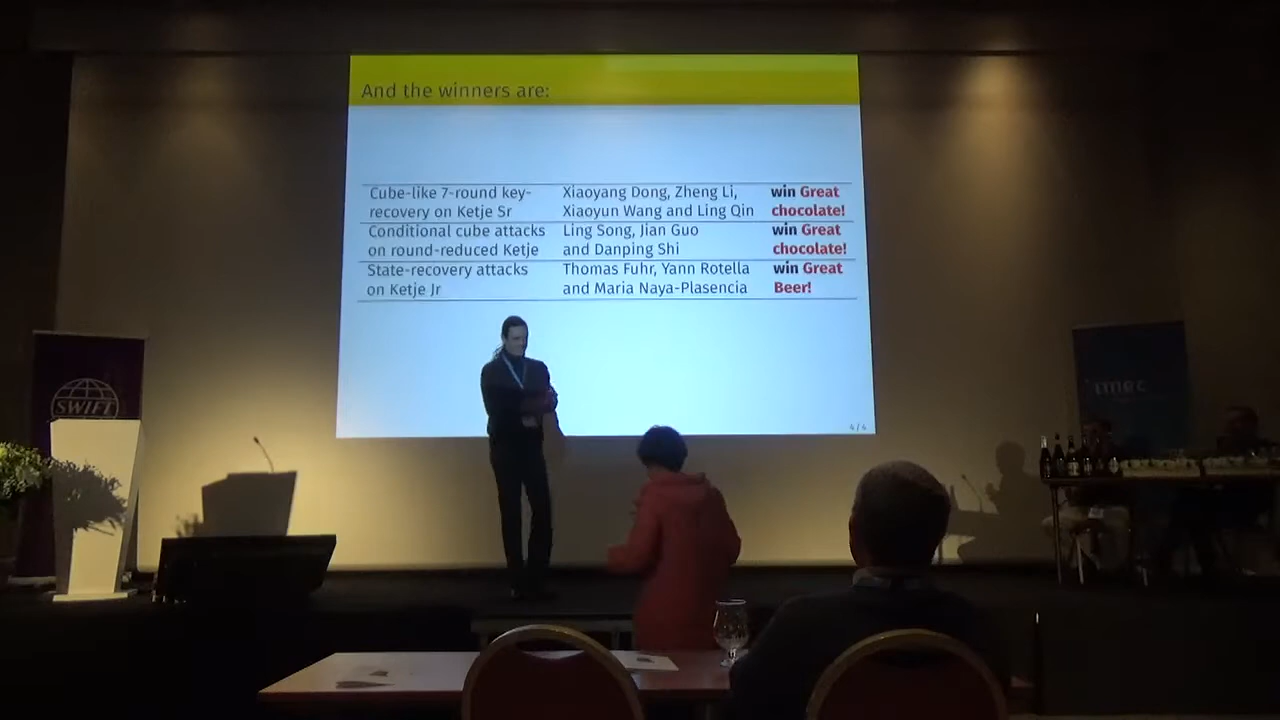 And the winners are:
Cube-like 7-round key-
recovery on Ketje Sr
Xiaoyang Dong, Zheng Li,
Xiaoyun Wang and Ling Qin
win Great
chocolate!
Conditional cube attacks
on round-reduced Ketje
Ling Song, Jian Guo
and Danping Shi
win Great
chocolate!
State-recovery attacks
on Ketje Jr
Thomas Fuhr, Yann Rotella
and Maria Naya-Plasencia
win Great
Beer!
4/4
SWIFT
imec